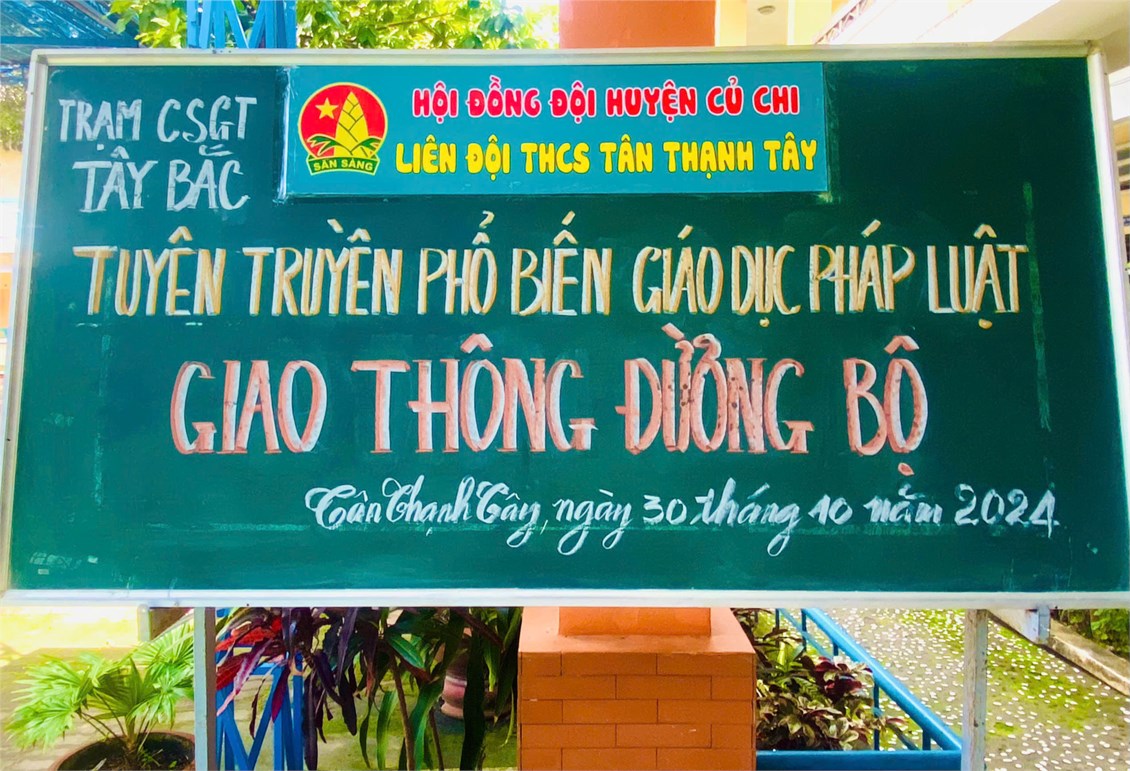 TRẠM CSGT
TÂY BẮC
SẴN SÀNG
HỘI ĐỒNG ĐỘI HUYỆN CỦ CHI
LIÊN ĐỘI THCS TÂN THẠNH TÂY
TUYÊN TRUYỀN PHỔ BIẾN GIÁO DỤC PHÁP LUẬT
GIAO THÔNG ĐƯỜNG BỘ
Tân Thạnh Tây, ngày 30 tháng 10 năm 2024